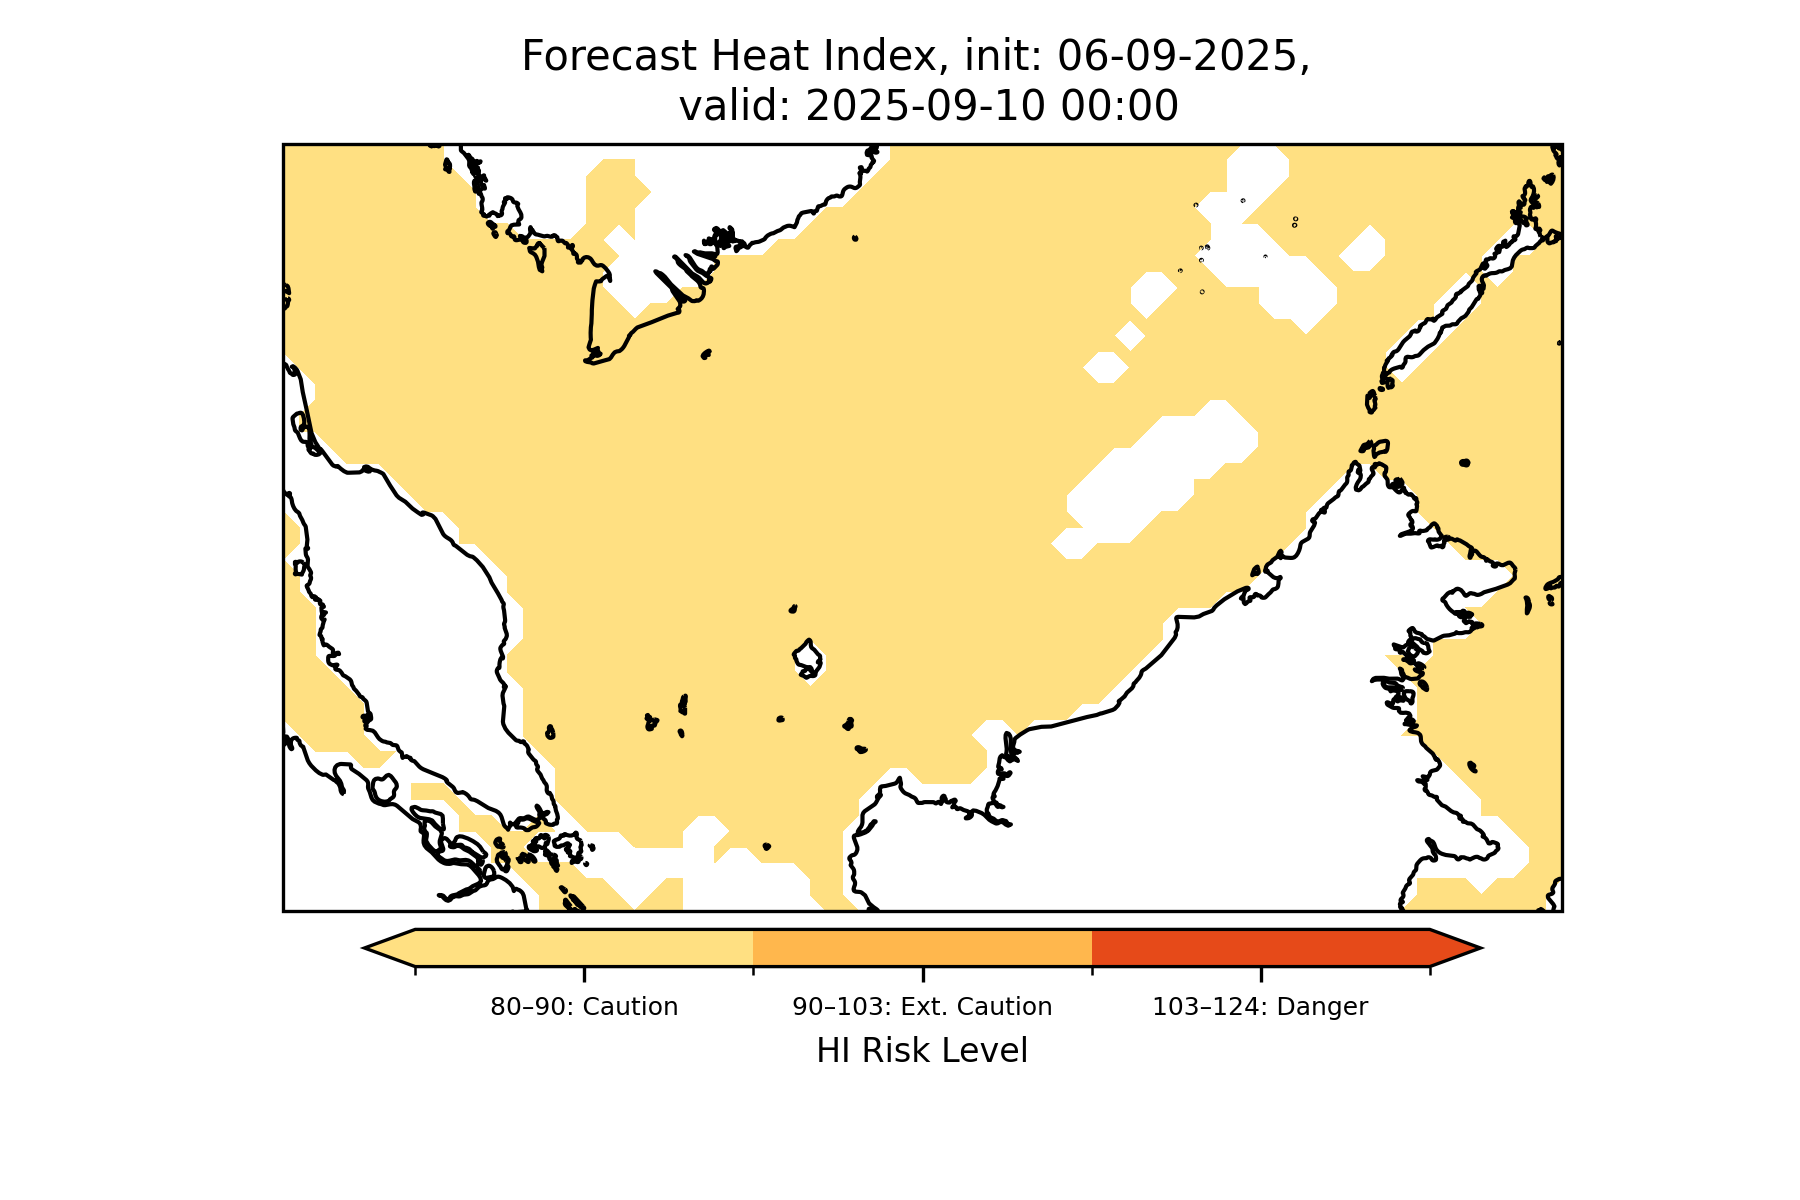 Forecast Heat Index, init: 06-09-2025,
valid: 2025-09-10 00:00
80–90: Caution
90–103: Ext. Caution
103–124: Danger
HI Risk Level